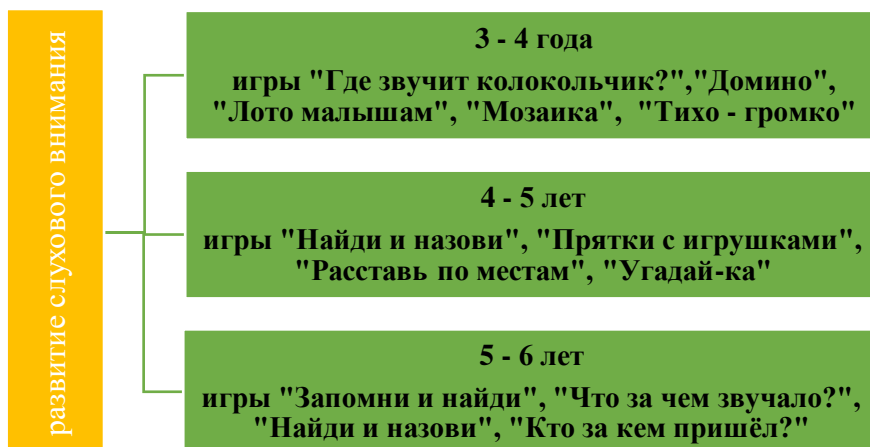 развитие слухового внимания
3 - 4 года
игры "Где звучит колокольчик?","Домино",
"Лото малышам", "Мозаика", "Тихо - громко"
4 - 5 лет
игры "Найди и назови", "Прятки с игрушками",
"Расставь по местам", "Угадай-ка"
5 - 6 лет
игры "Запомни и найди", "Что за чем звучало?",
"Найди и назови", "Кто за кем пришёл?"